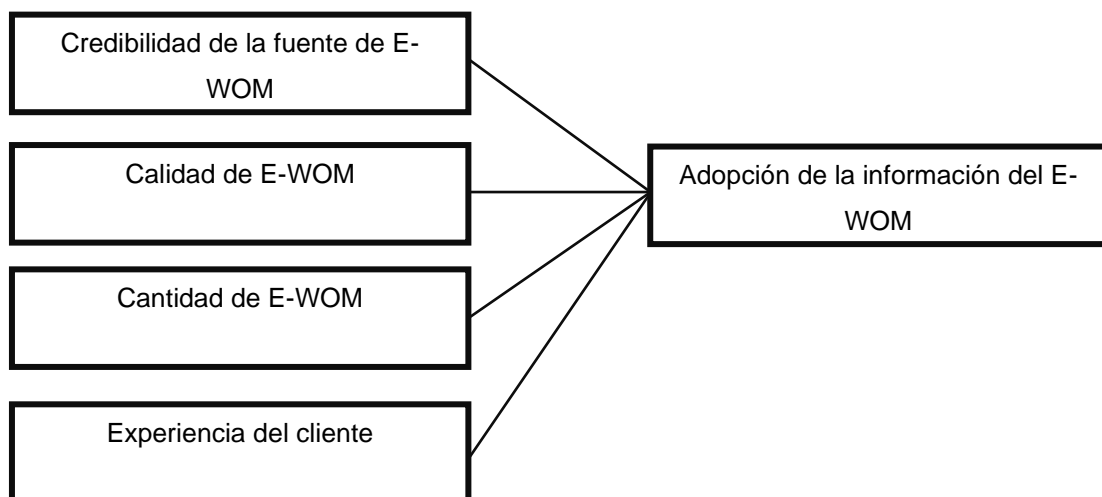 Credibilidad de la fuente de E-
WOM
Calidad de E-WOM
Adopción de la información del E-
WOM
Cantidad de E-WOM
Experiencia del cliente